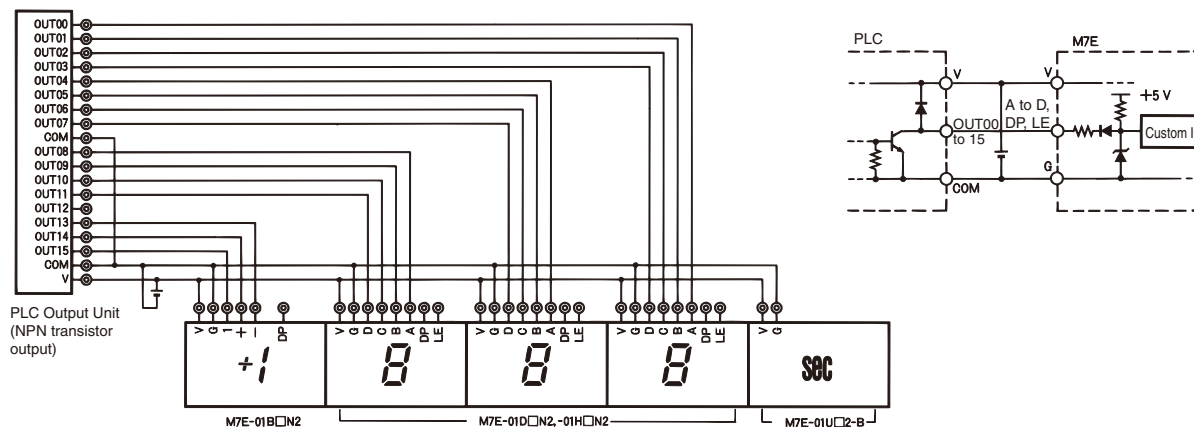 OUT00
OUT01
OUT02
OUT03
OUT04
OUT05
OUT06
OUT07
COM
OUT08
OUT09
OUT10
OUT11
OUT12
OUT13
OUT14
OUT15
COM
V
PLC Output Unit
(NPN transistor
output)
V G 1 + − DP
V G D C B A DP LE
V G D C B A DP LE
V G D C B A DP LE
V G
+1
8
8
8
sec
M7E-01B□N2
M7E-01D□N2,-01H□N2
M7E-01U□2-B
PLC
M7E
V
V
+5 V
A to D,
DP, LE
OUT00
to 15
Custom I
G
COM